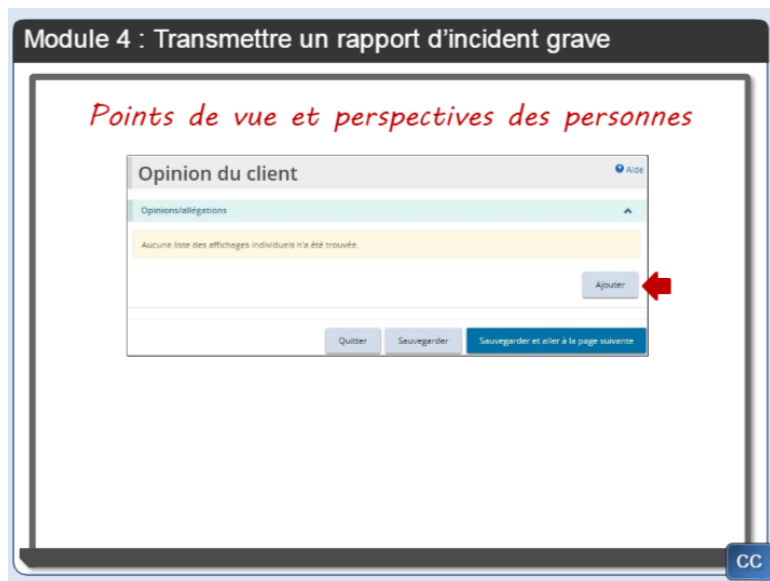 Module 4 : Transmettre un rapport d'incident grave
Points de vue et perspectives des personnes
Opinion du client
Aide
Opinions/allégations
Aucune liste des affichages individuels n'a été trouvée.
Ajouter
Quitter
Sauvegarder
Sauvegarder et aller à la page suivante
CC